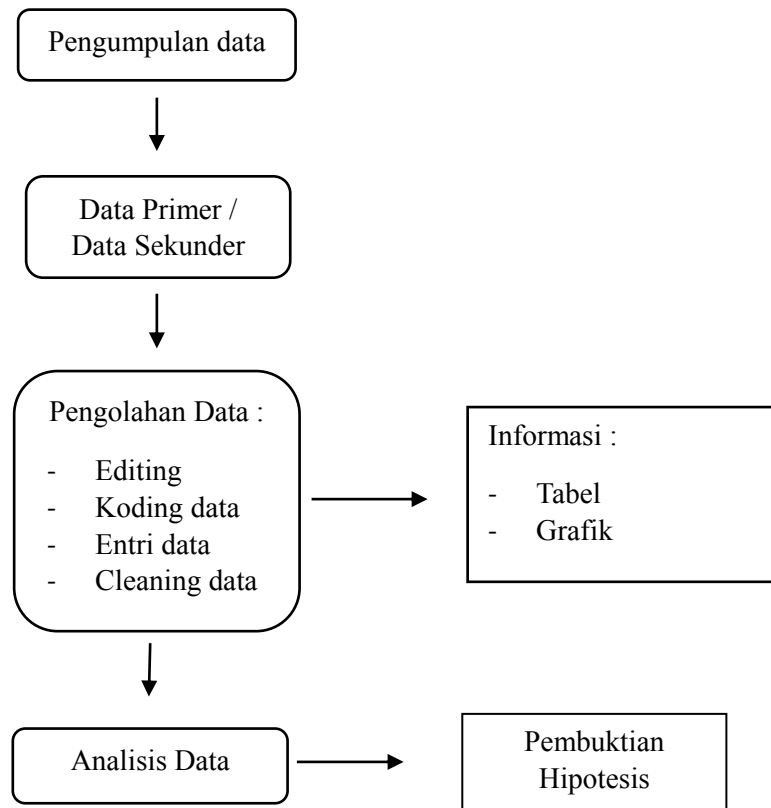 Pengumpulan data
Data Primer /
Data Sekunder
Pengolahan Data :
- Editing
- Koding data
- Entri data
- Cleaning data
Informasi :
- Tabel
- Grafik
Analisis Data
Pembuktian
Hipotesis